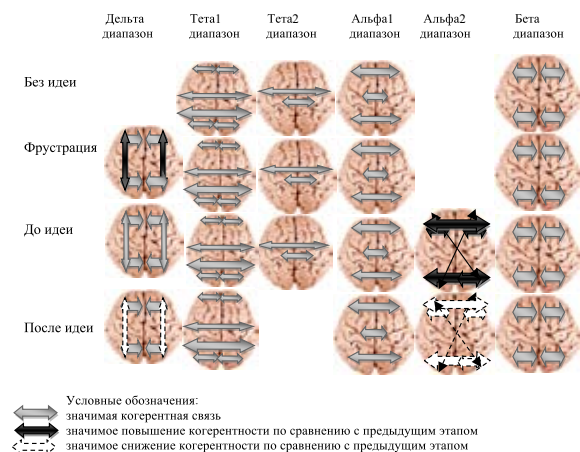 Дельта Тета1 Тета2 Альфа1 Альфа2 Бета
диапазон диапазон диапазон диапазон диапазон диапазон
Без идеи
Фрустрация
До идеи
После идеи
Условные обозначения:
значимая когерентная связь
значимое повышение когерентности по сравнению с предыдущим этапом
значимое снижение когерентности по сравнению с предыдущим этапом